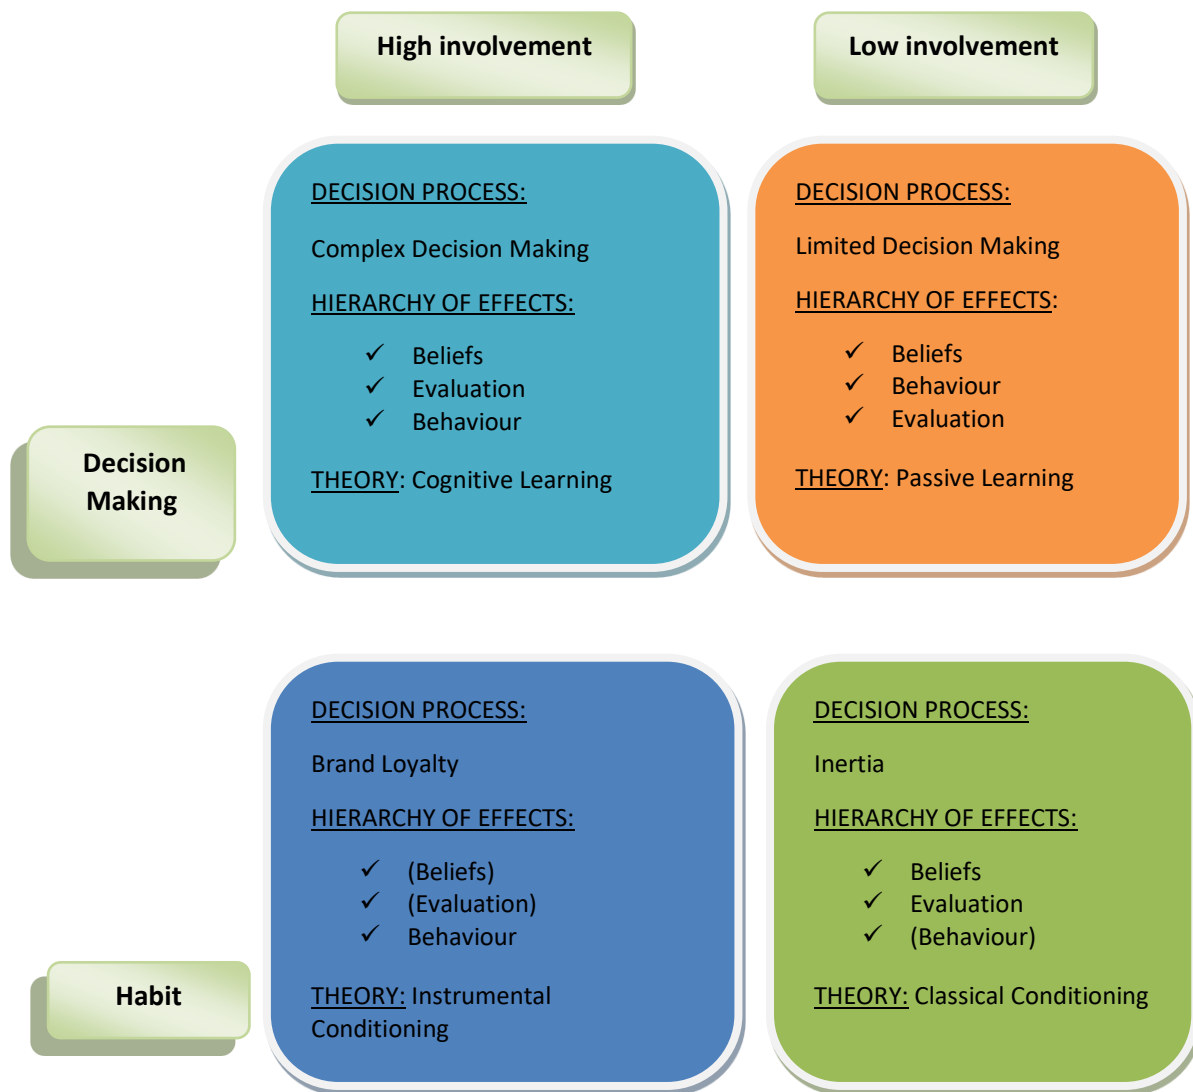 High involvement
Low involvement
DECISION PROCESS:
Complex Decision Making
HIERARCHY OF EFFECTS:
✓ Beliefs
✓ Evaluation
✓ Behaviour
THEORY: Cognitive Learning
DECISION PROCESS:
Limited Decision Making
HIERARCHY OF EFFECTS:
✓ Beliefs
✓ Behaviour
✓ Evaluation
THEORY: Passive Learning
Decision
Making
DECISION PROCESS:
Brand Loyalty
HIERARCHY OF EFFECTS:
✓ (Beliefs)
✓ (Evaluation)
✓ Behaviour
THEORY: Instrumental
Conditioning
DECISION PROCESS:
Inertia
HIERARCHY OF EFFECTS:
✓ Beliefs
✓ Evaluation
✓ (Behaviour)
THEORY: Classical Conditioning
Habit